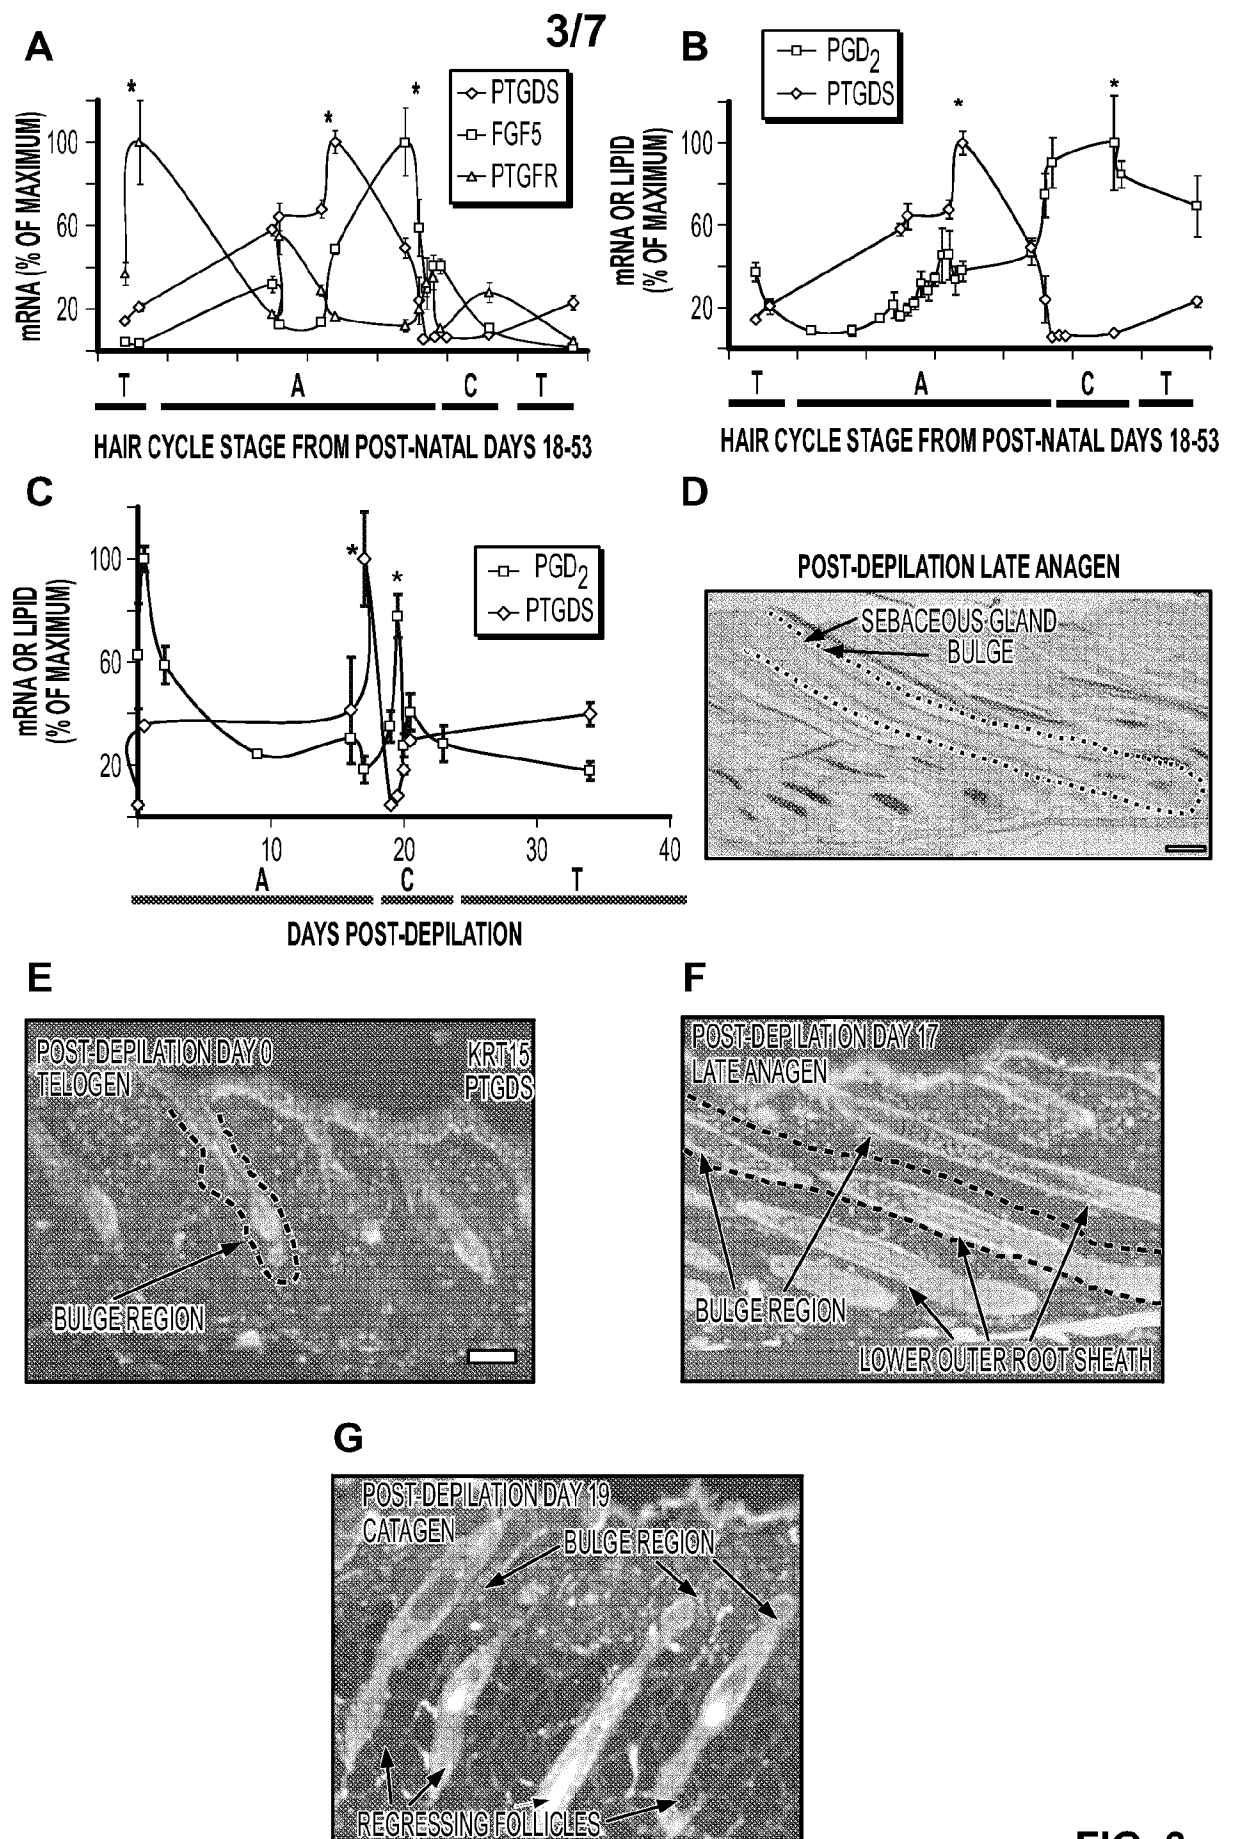 3/7
A
PTGDS
FGF5
PTGFR
*
*
*
100
60
20
mRNA (% OF MAXIMUM)
T
A
C
T
HAIR CYCLE STAGE FROM POST-NATAL DAYS 18-53
B
PGD2
PTGDS
*
*
100
60
20
mRNA OR LIPID
(% OF MAXIMUM)
T
A
C
T
HAIR CYCLE STAGE FROM POST-NATAL DAYS 18-53
C
PGD2
PTGDS
*
*
100
60
20
mRNA OR LIPID
(% OF MAXIMUM)
10 20 30 40
A C T
DAYS POST-DEPILATION
D
POST-DEPILATION LATE ANAGEN
SEBACEOUS GLAND
BULGE
E
POST-DEPILATION DAY 0
TELOGEN
KRT15
PTGDS
BULGE REGION
F
POST-DEPILATION DAY 17
LATE ANAGEN
BULGE REGION
LOWER OUTER ROOT SHEATH
G
POST-DEPILATION DAY 19
CATAGEN
BULGE REGION
REGRESSING FOLLICLES